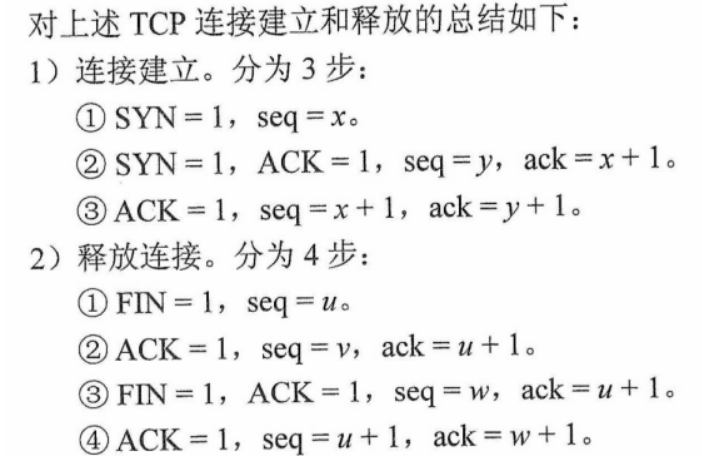 对上述 TCP 连接建立和释放的总结如下：
1）连接建立。分为 3 步：
① SYN = 1，seq = x。
② SYN = 1，ACK = 1，seq = y，ack = x + 1。
③ ACK = 1，seq = x + 1，ack = y + 1。
2）释放连接。分为 4 步：
① FIN = 1，seq = u。
② ACK = 1，seq = v，ack = u + 1。
③ FIN = 1，ACK = 1，seq = w，ack = u + 1。
④ ACK = 1，seq = u + 1，ack = w + 1。